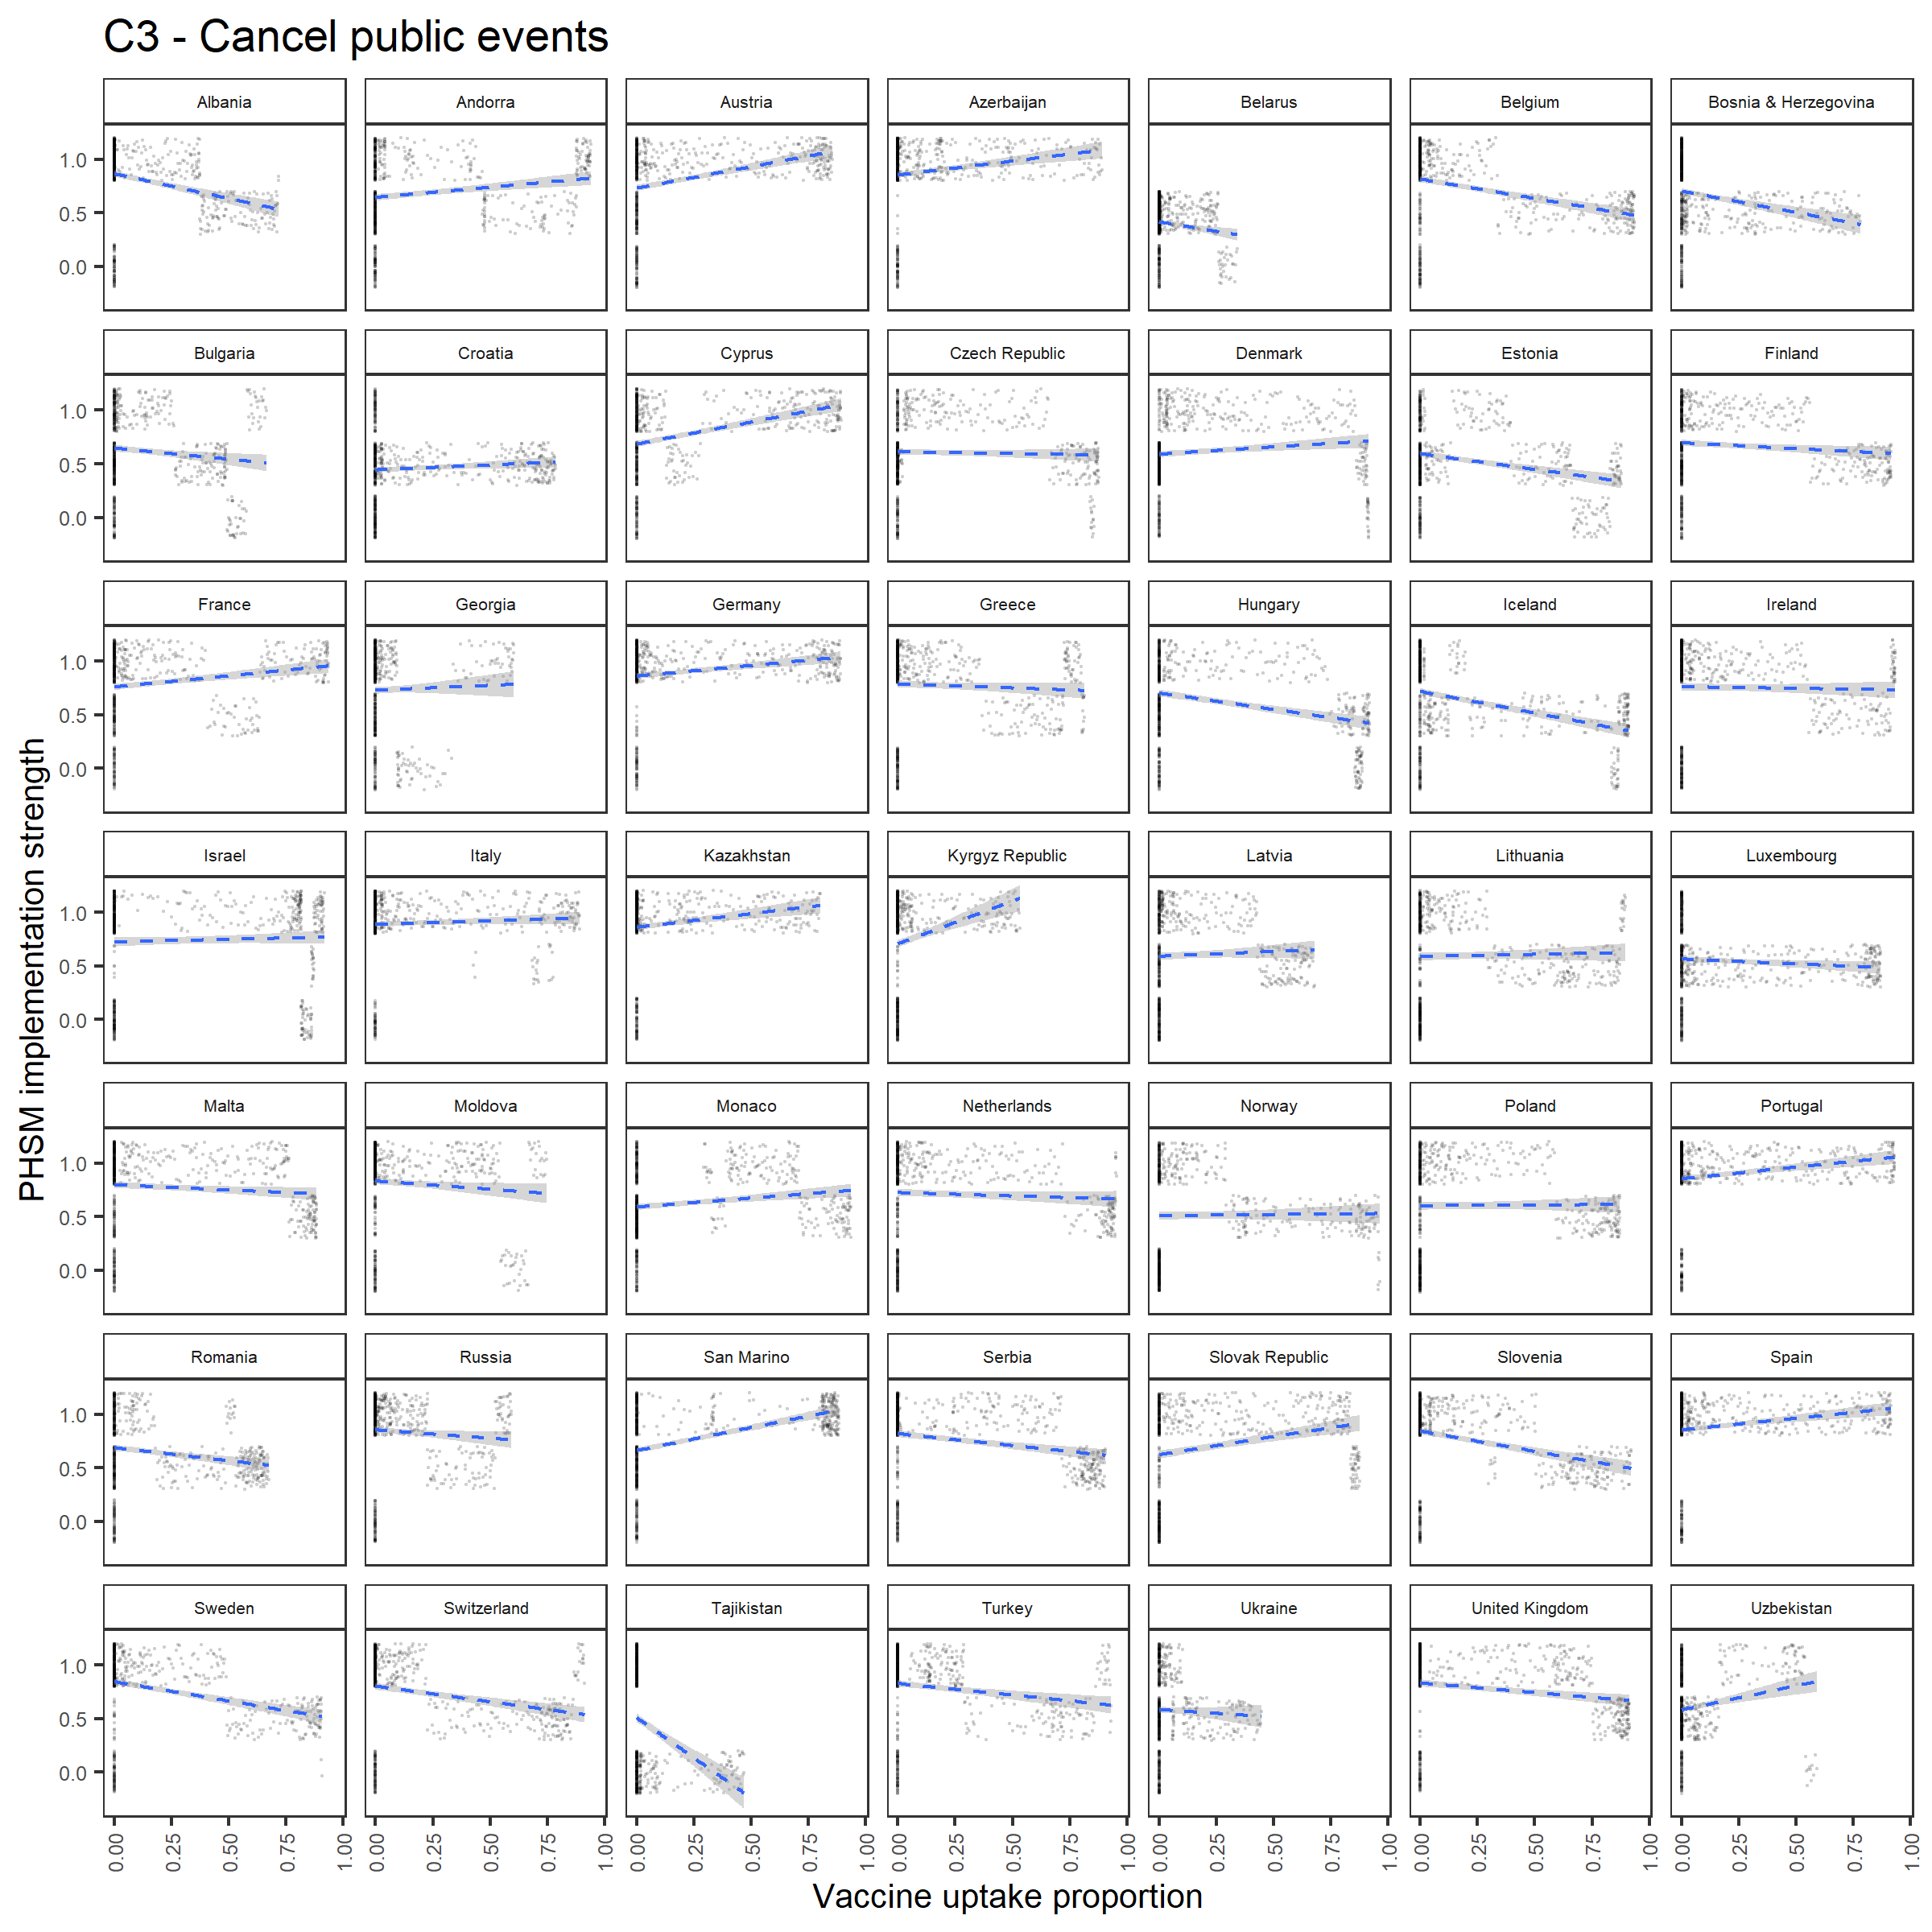 C3 - Cancel public events
Albania Andorra Austria Azerbaijan Belarus Belgium Bosnia & Herzegovina
1.0
0.5
0.0
Bulgaria Croatia Cyprus Czech Republic Denmark Estonia Finland
1.0
0.5
0.0
France Georgia Germany Greece Hungary Iceland Ireland
1.0
0.5
0.0
Israel Italy Kazakhstan Kyrgyz Republic Latvia Lithuania Luxembourg
1.0
0.5
0.0
Malta Moldova Monaco Netherlands Norway Poland Portugal
1.0
0.5
0.0
Romania Russia San Marino Serbia Slovak Republic Slovenia Spain
1.0
0.5
0.0
Sweden Switzerland Tajikistan Turkey Ukraine United Kingdom Uzbekistan
1.0
0.5
0.0
0.00 0.25 0.50 0.75 1.00 0.00 0.25 0.50 0.75 1.00 0.00 0.25 0.50 0.75 1.00 0.00 0.25 0.50 0.75 1.00 0.00 0.25 0.50 0.75 1.00 0.00 0.25 0.50 0.75 1.00 0.00 0.25 0.50 0.75 1.00
Vaccine uptake proportion
PHSM implementation strength